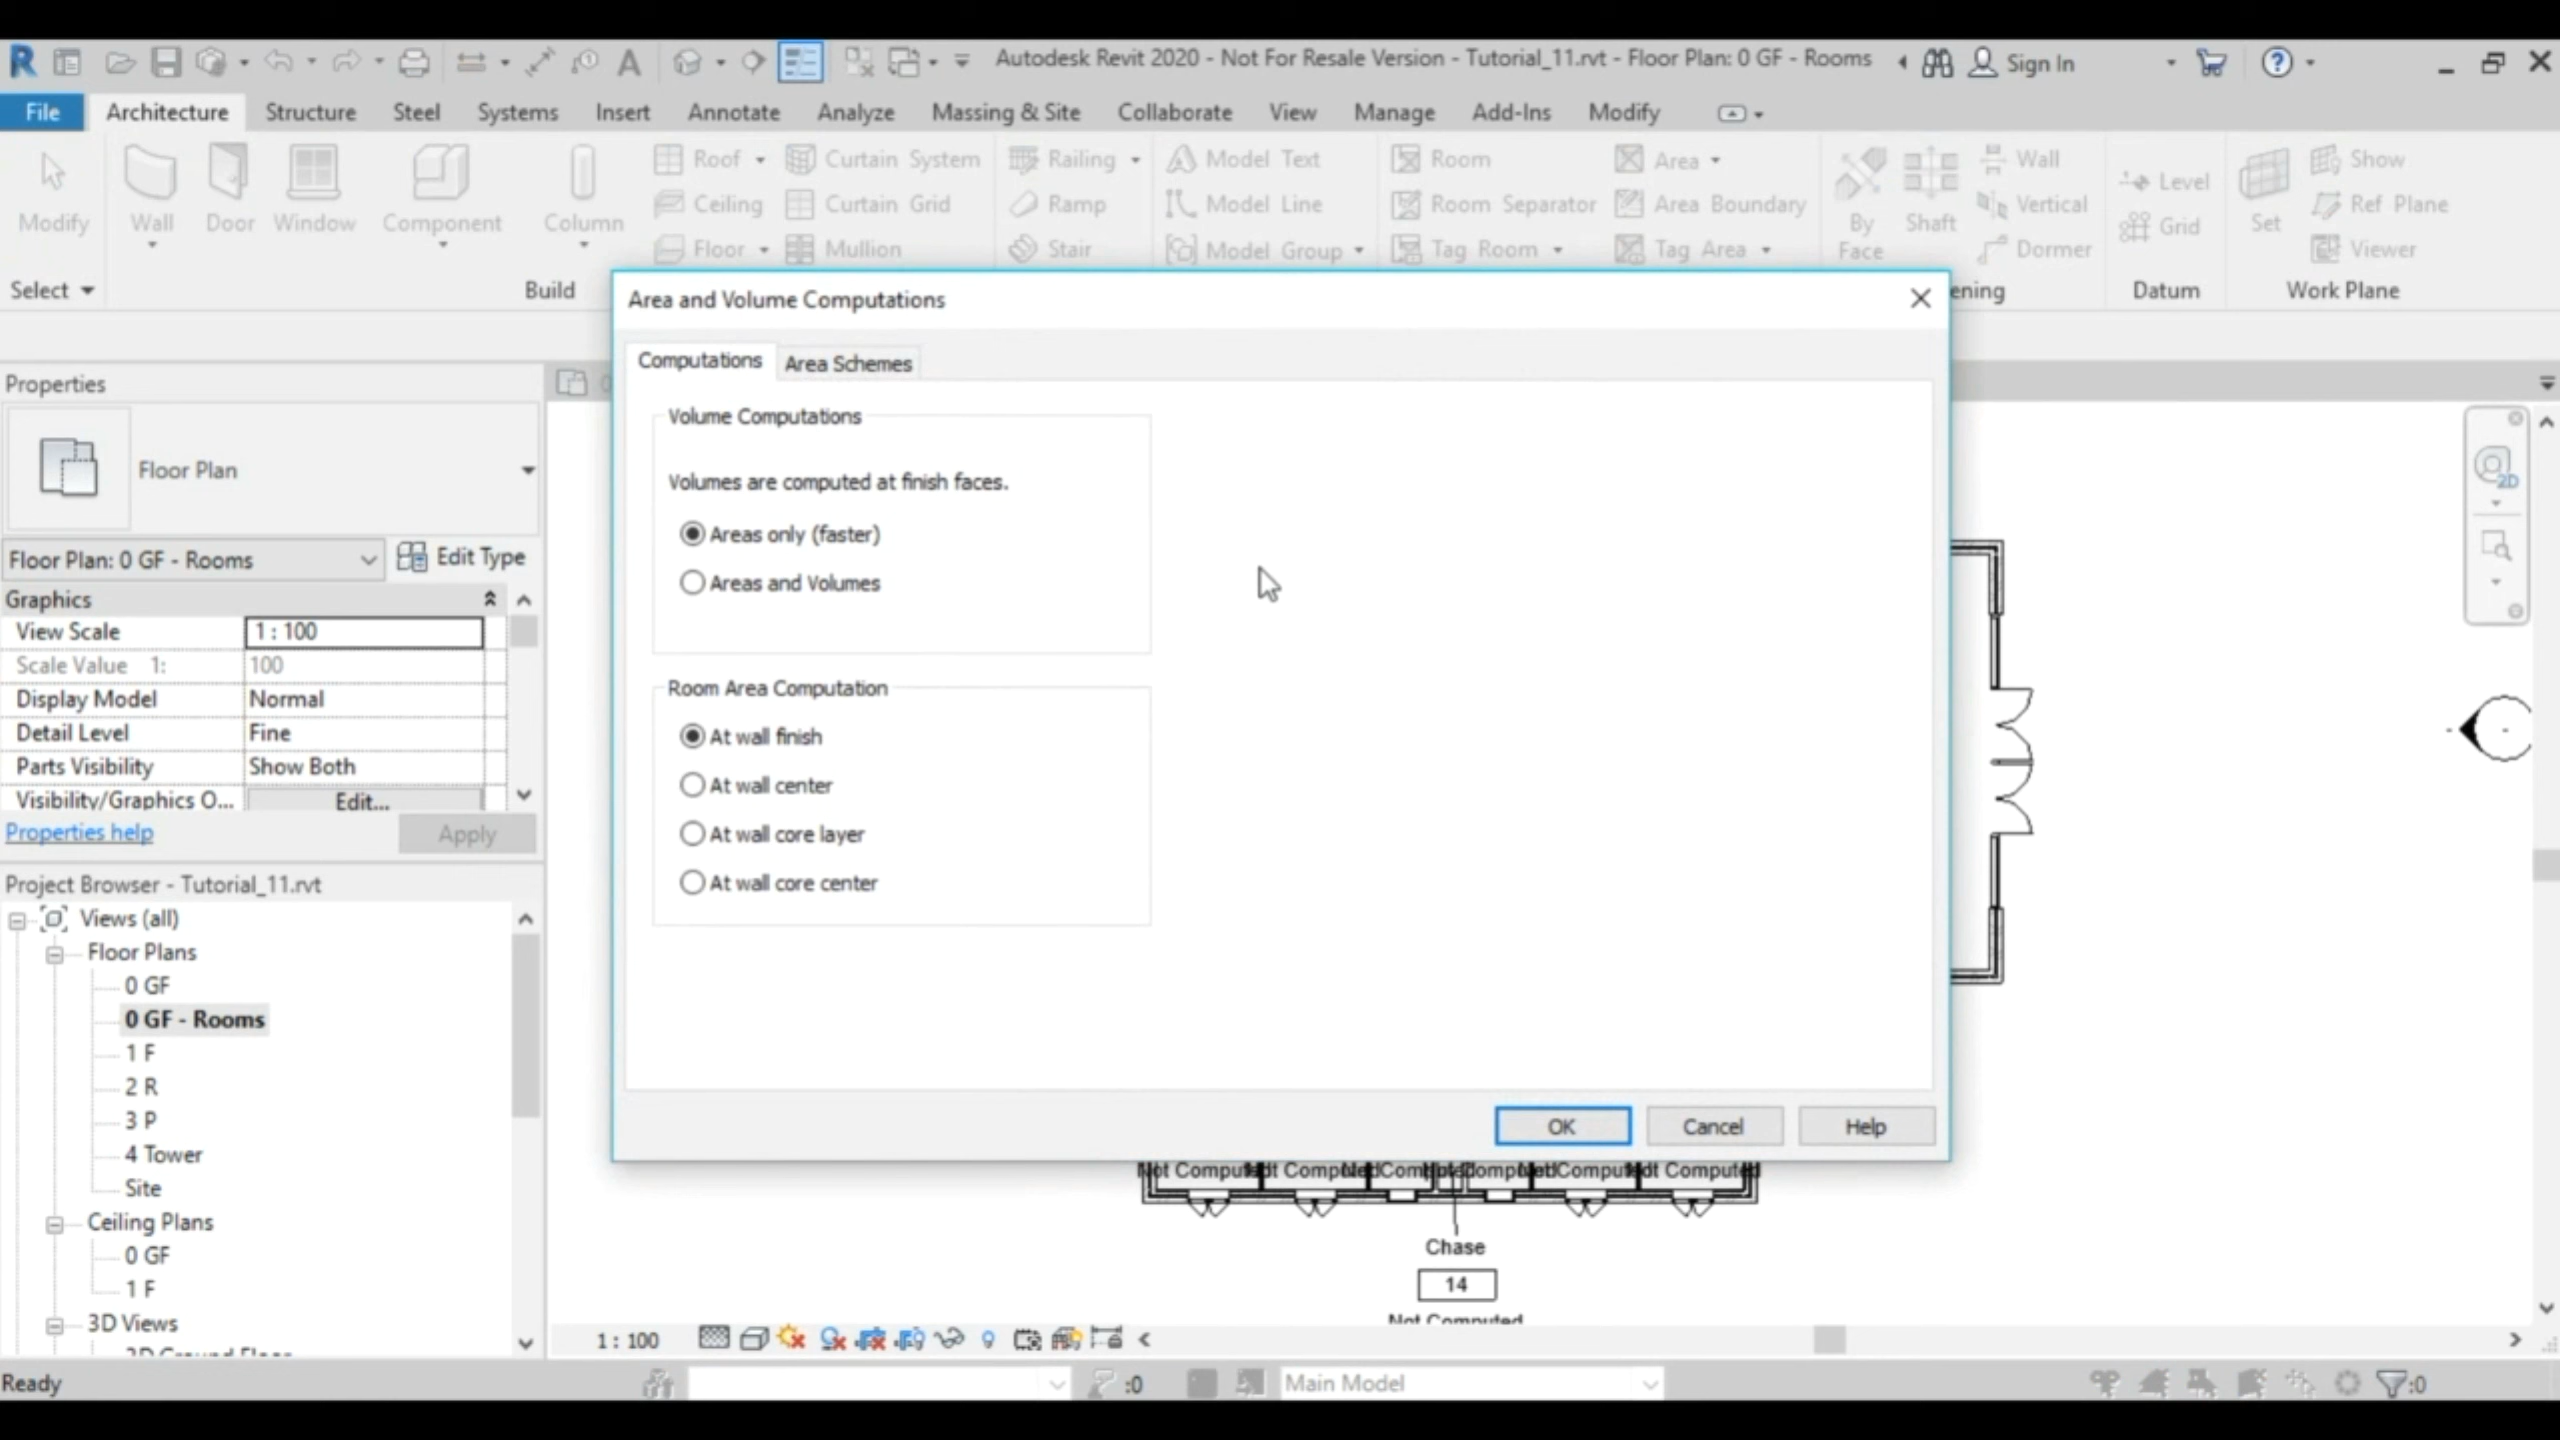 Autodesk Revit 2020 - Not For Resale Version - Tutorial_11.rvt - Floor Plan: 0 GF - Rooms
Sign In
File Architecture Structure Steel Systems Insert Annotate Analyze Massing & Site Collaborate View Manage Add-Ins Modify
Modify
Wall
Door
Window
Component
Column
Roof
Ceiling
Floor
Curtain System
Curtain Grid
Mullion
Railing
Ramp
Stair
Model Text
Model Line
Model Group
Room
Room Separator
Tag Room
Area
Area Boundary
Tag Area
By
Face
Shaft
Wall
Vertical
Dormer
Level
Grid
Set
Show
Ref Plane
Viewer
Select
Build
ening
Datum
Work Plane
Properties
Floor Plan
Floor Plan: 0 GF - Rooms
Edit Type
Graphics
View Scale 1 : 100
Scale Value 1: 100
Display Model Normal
Detail Level Fine
Parts Visibility Show Both
Visibility/Graphics O... Edit...
Properties help
Apply
Project Browser - Tutorial_11.rvt
Views (all)
Floor Plans
0 GF
0 GF - Rooms
1 F
2 R
3 P
4 Tower
Site
Ceiling Plans
0 GF
1 F
3D Views
3D Ground Floor
Area and Volume Computations
Computations
Area Schemes
Volume Computations
Volumes are computed at finish faces.
Areas only (faster)
Areas and Volumes
Room Area Computation
At wall finish
At wall center
At wall core layer
At wall core center
OK
Cancel
Help
2D
Chase
14
Not Computed
1 : 100
Ready
:0
Main Model
:0